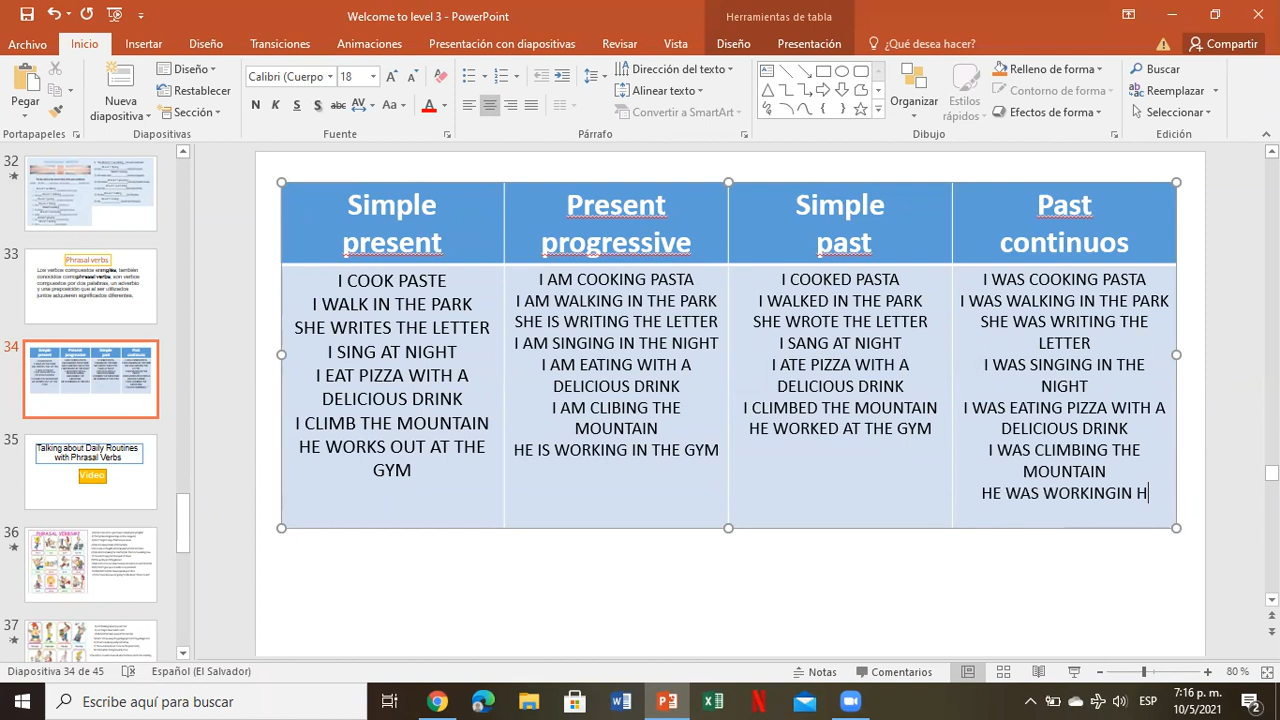 Welcome to level 3 - PowerPoint
Herramientas de tabla
Archivo
Inicio
Insertar
Diseño
Transiciones
Animaciones
Presentación con diapositivas
Revisar
Vista
Diseño
Presentación
¿Qué desea hacer?
Compartir
Pegar
Nueva
diapositiva
Diseño
Restablecer
Sección
Calibri (Cuerpo
18
N
K
S
S
abc
AV
Aa
A
Dirección del texto
Alinear texto
Convertir a SmartArt
Organizar
Estilos
rápidos
Relleno de forma
Contorno de forma
Efectos de forma
Buscar
Reemplazar
Seleccionar
Portapapeles
Diapositivas
Fuente
Párrafo
Dibujo
Edición
32
33
Phrasal verbs
34
35
Talking about Daily Routines
with Phrasal Verbs
Video
36
37
Simple
present
I COOK PASTE
I WALK IN THE PARK
SHE WRITES THE LETTER
I SING AT NIGHT
I EAT PIZZA WITH A
DELICIOUS DRINK
I CLIMB THE MOUNTAIN
HE WORKS OUT AT THE
GYM
Present
progressive
I AM COOKING PASTA
I AM WALKING IN THE PARK
SHE IS WRITING THE LETTER
I AM SINGING IN THE NIGHT
I AM EATING WITH A
DELICIOUS DRINK
I AM CLIBING THE
MOUNTAIN
HE IS WORKING IN THE GYM
Simple
past
I COOKED PASTA
I WALKED IN THE PARK
SHE WROTE THE LETTER
I SANG AT NIGHT
I ATE PIZZA WITH A
DELICIOUS DRINK
I CLIMBED THE MOUNTAIN
HE WORKED AT THE GYM
Past
continuos
I WAS COOKING PASTA
I WAS WALKING IN THE PARK
SHE WAS WRITING THE
LETTER
I WAS SINGING IN THE
NIGHT
I WAS EATING PIZZA WITH A
DELICIOUS DRINK
I WAS CLIMBING THE
MOUNTAIN
HE WAS WORKINGIN H
Diapositiva 34 de 45
Español (El Salvador)
Notas
Comentarios
80 %
Escribe aquí para buscar
ESP
7:16 p. m.
10/5/2021
2